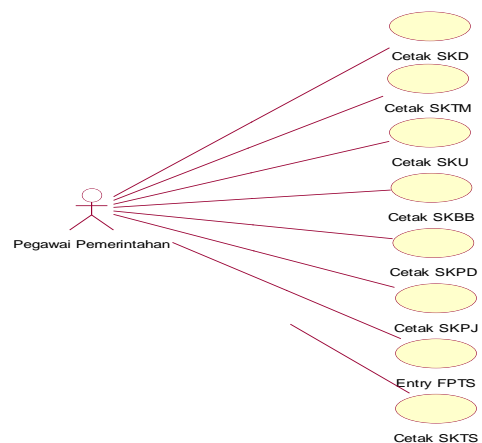 Cetak SKD
Cetak SKTM
Cetak SKU
Cetak SKBB
Pegawai Pemerintahan
Cetak SKPD
Cetak SKPJ
Entry FPTS
Cetak SKTS